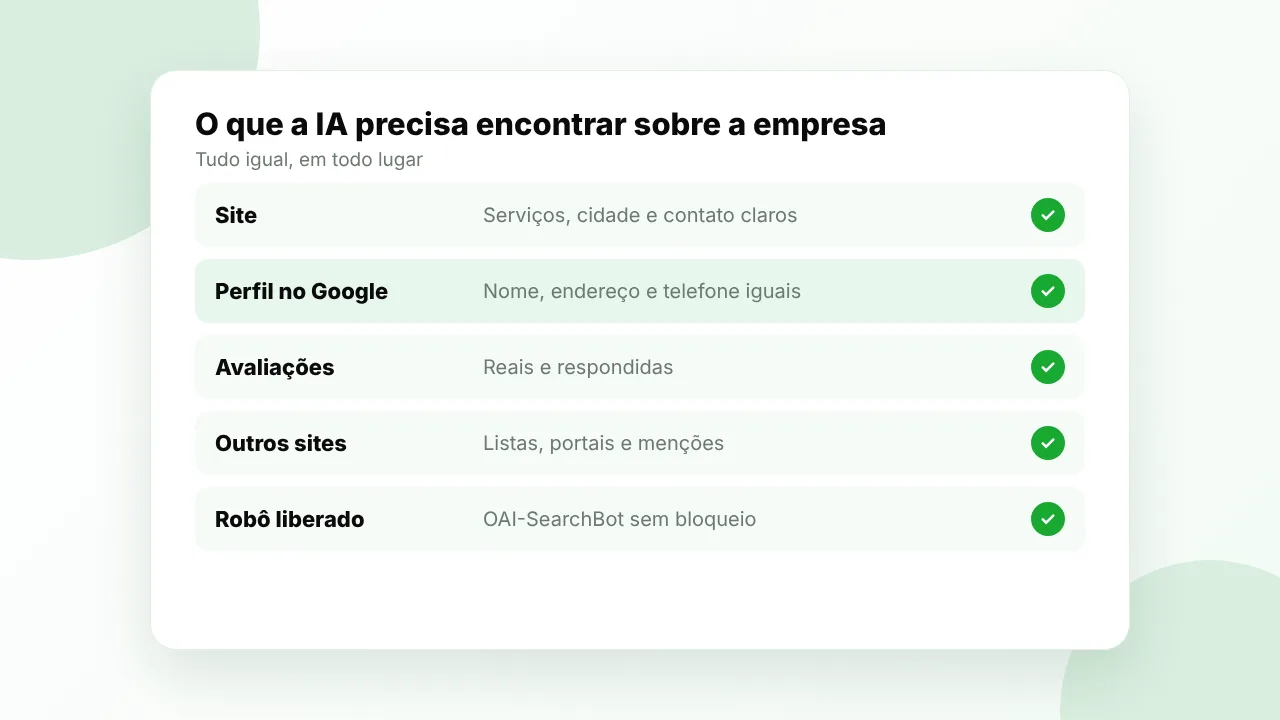 O que a IA precisa encontrar sobre a empresa
Tudo igual, em todo lugar
Site Serviços, cidade e contato claros
Perfil no Google Nome, endereço e telefone iguais
Avaliações Reais e respondidas
Outros sites Listas, portais e menções
Robô liberado OAI-SearchBot sem bloqueio